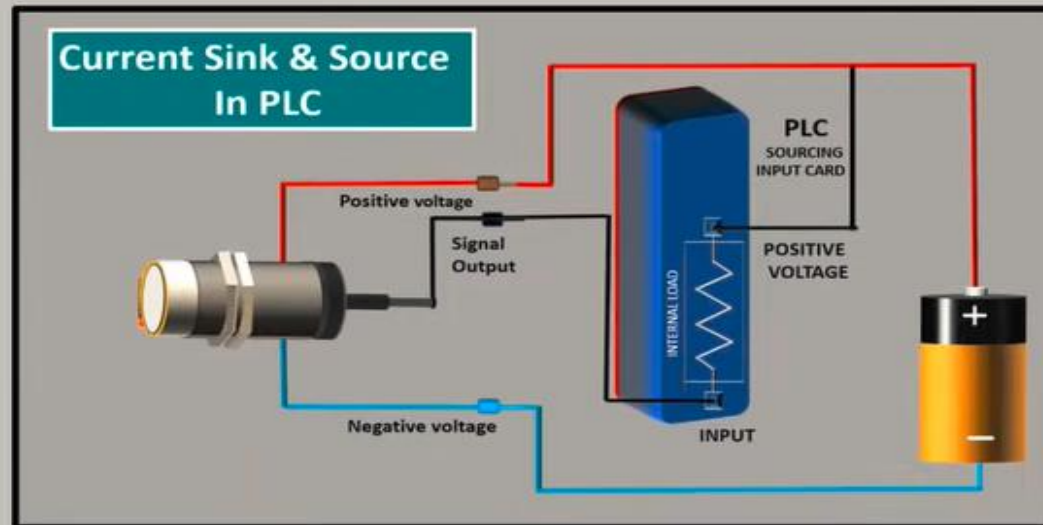 Current Sink & Source
In PLC
Positive voltage
Signal
Output
Negative voltage
PLC
SOURCING
INPUT CARD
POSITIVE
VOLTAGE
INTERNAL LOAD
INPUT
+
−